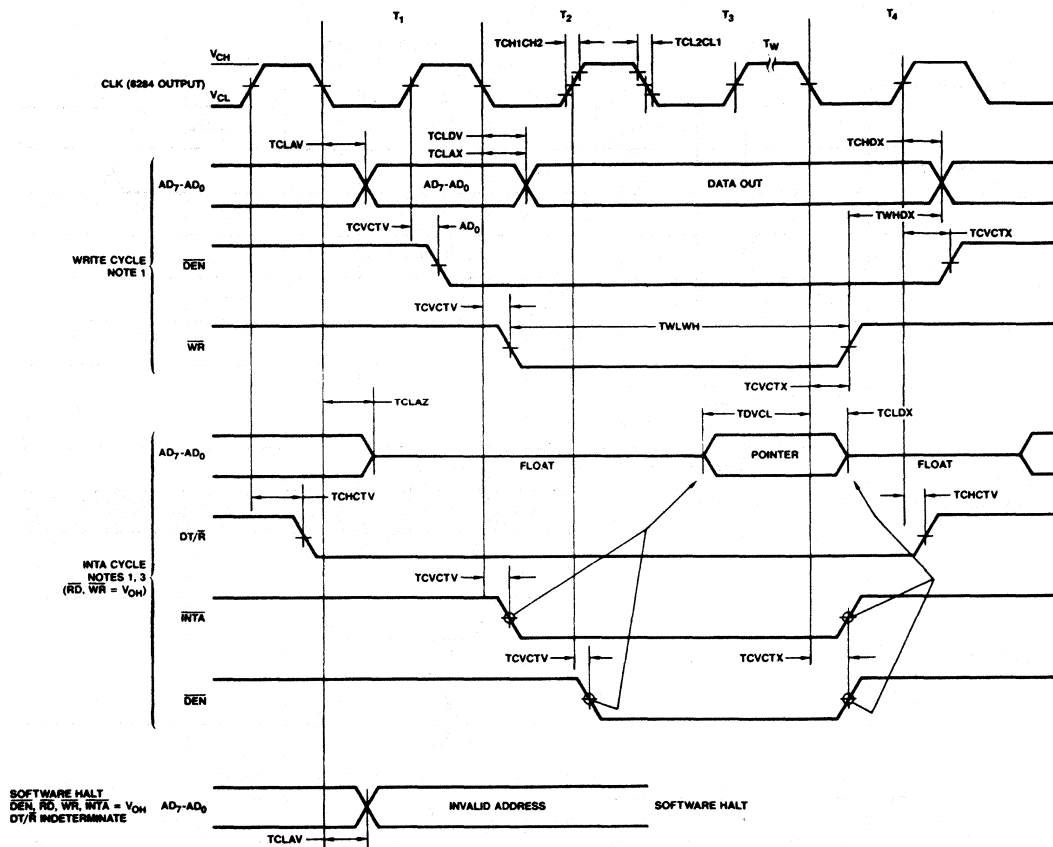 T1 T2 T3 T4
TCH1CH2 TCL2CL1
VCH TW
CLK (8284 OUTPUT)
VCL
TCLDV
TCLAV TCLAX TCHDX
AD7-AD0 AD7-AD0 DATA OUT
TWHDX
TCVCTV AD0 TCVCTX
WRITE CYCLE
NOTE 1
DEN
TCVCTV TWLWH
WR
TCVCTX
TCLAZ
TDVCL TCLDX
AD7-AD0 FLOAT POINTER FLOAT
TCHCTV TCHCTV
DT/R
INTA CYCLE
NOTES 1, 3
(RD, WR = VOH)
TCVCTV
INTA
TCVCTV TCVCTX
DEN
SOFTWARE HALT
DEN, RD, WR, INTA = VOH
DT/R INDETERMINATE
AD7-AD0 INVALID ADDRESS SOFTWARE HALT
TCLAV